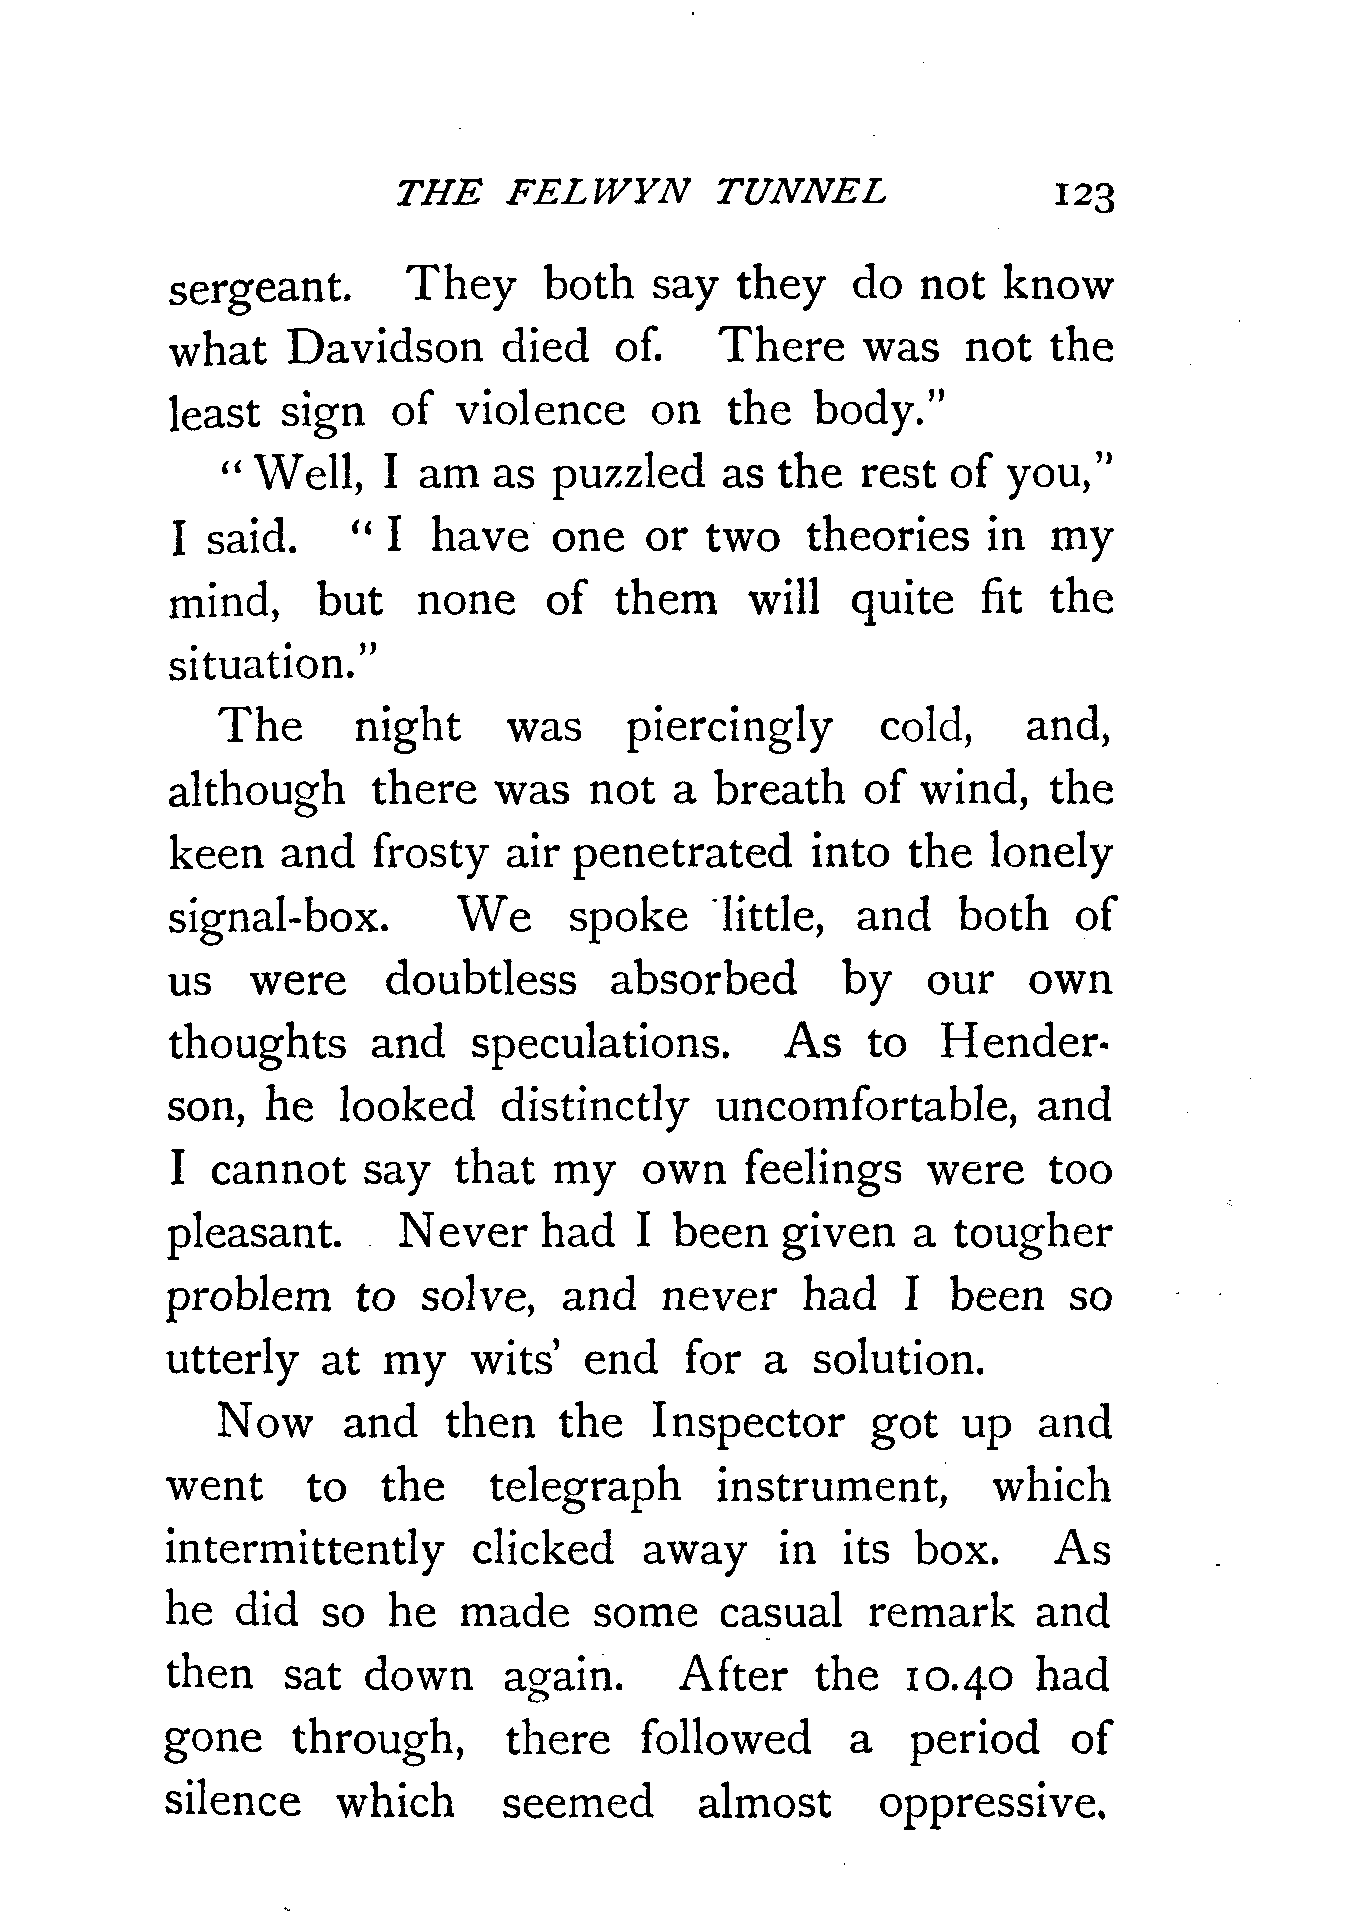 THE FELWYN TUNNEL 123
sergeant. They both say they do not know
what Davidson died of. There was not the
least sign of violence on the body."
"Well, I am as puzzled as the rest of you,"
I said. "I have one or two theories in my
mind, but none of them will quite fit the
situation."
The night was piercingly cold, and,
although there was not a breath of wind, the
keen and frosty air penetrated into the lonely
signal-box. We spoke little, and both of
us were doubtless absorbed by our own
thoughts and speculations. As to Hender-
son, he looked distinctly uncomfortable, and
I cannot say that my own feelings were too
pleasant. Never had I been given a tougher
problem to solve, and never had I been so
utterly at my wits' end for a solution.
Now and then the Inspector got up and
went to the telegraph instrument, which
intermittently clicked away in its box. As
he did so he made some casual remark and
then sat down again. After the 10.40 had
gone through, there followed a period of
silence which seemed almost oppressive.